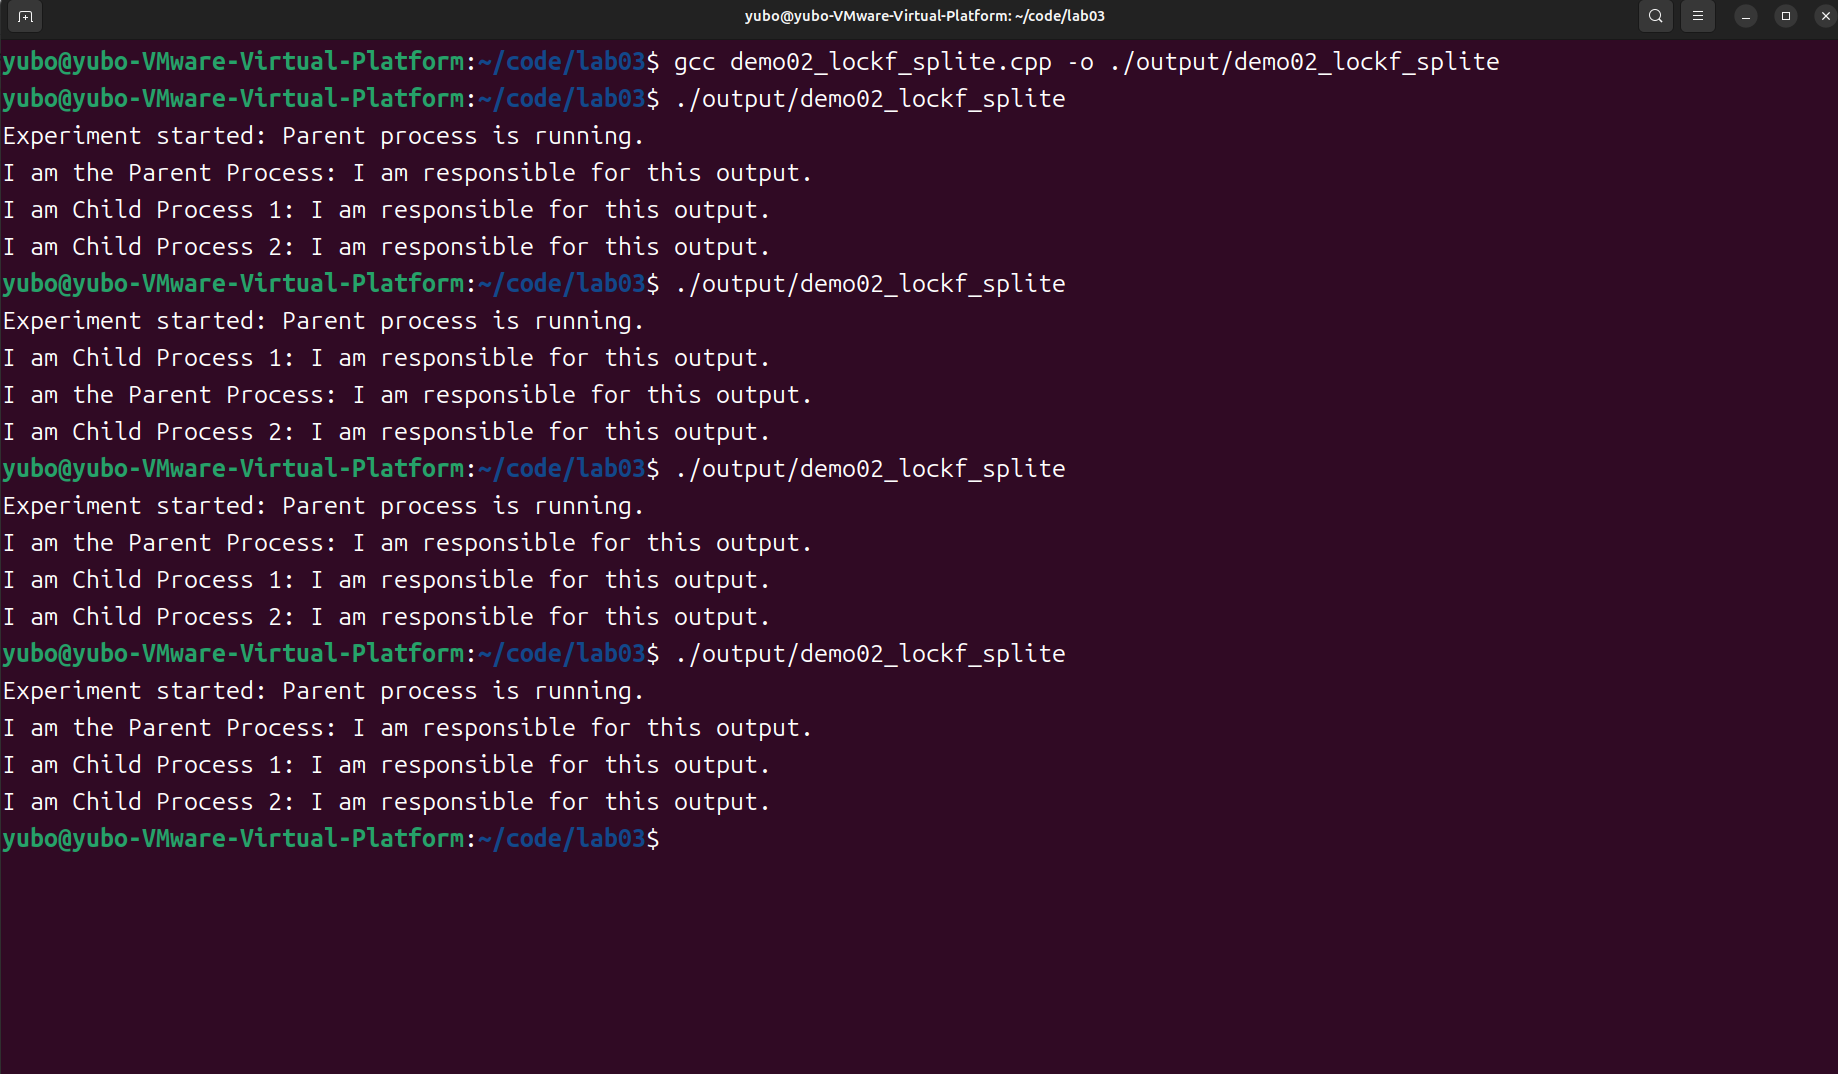 yubo@yubo-VMware-Virtual-Platform: ~/code/lab03
yubo@yubo-VMware-Virtual-Platform:~/code/lab03$ gcc demo02_lockf_splite.cpp -o ./output/demo02_lockf_splite
yubo@yubo-VMware-Virtual-Platform:~/code/lab03$ ./output/demo02_lockf_splite
Experiment started: Parent process is running.
I am the Parent Process: I am responsible for this output.
I am Child Process 1: I am responsible for this output.
I am Child Process 2: I am responsible for this output.
yubo@yubo-VMware-Virtual-Platform:~/code/lab03$ ./output/demo02_lockf_splite
Experiment started: Parent process is running.
I am Child Process 1: I am responsible for this output.
I am the Parent Process: I am responsible for this output.
I am Child Process 2: I am responsible for this output.
yubo@yubo-VMware-Virtual-Platform:~/code/lab03$ ./output/demo02_lockf_splite
Experiment started: Parent process is running.
I am the Parent Process: I am responsible for this output.
I am Child Process 1: I am responsible for this output.
I am Child Process 2: I am responsible for this output.
yubo@yubo-VMware-Virtual-Platform:~/code/lab03$ ./output/demo02_lockf_splite
Experiment started: Parent process is running.
I am the Parent Process: I am responsible for this output.
I am Child Process 1: I am responsible for this output.
I am Child Process 2: I am responsible for this output.
yubo@yubo-VMware-Virtual-Platform:~/code/lab03$